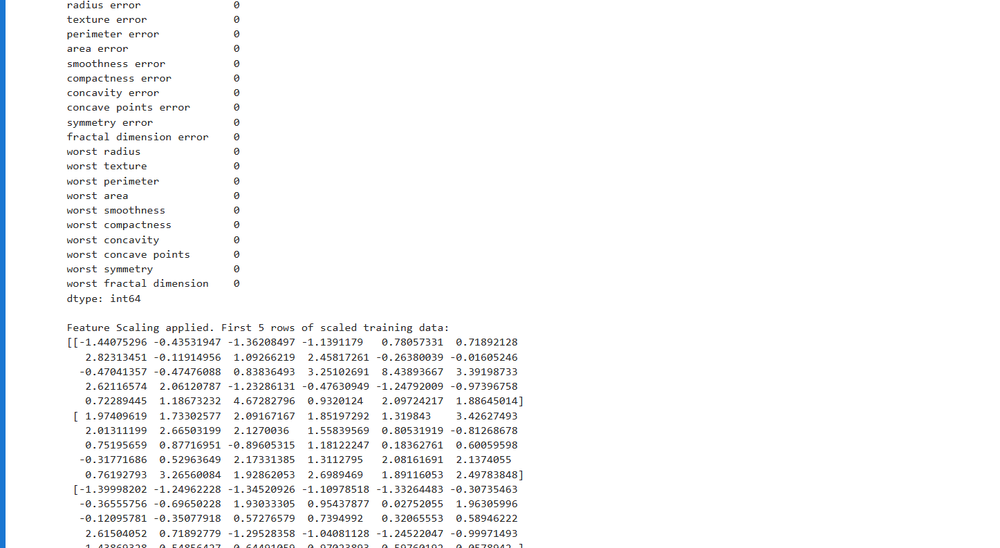 radius error               0
texture error              0
perimeter error            0
area error                 0
smoothness error           0
compactness error          0
concavity error            0
concave points error       0
symmetry error             0
fractal dimension error    0
worst radius               0
worst texture              0
worst perimeter            0
worst area                 0
worst smoothness           0
worst compactness          0
worst concavity            0
worst concave points       0
worst symmetry             0
worst fractal dimension    0
dtype: int64

Feature Scaling applied. First 5 rows of scaled training data:
[[-1.44075296 -0.43531947 -1.36208497 -1.1391179   0.78057331  0.71892128
   2.82313451 -0.11914956  1.09266219  2.45817261 -0.26380039 -0.01605246
  -0.47041357 -0.47476088  0.83836493  3.25102691  8.43893667  3.39198733
   2.62116574  2.06120787 -1.23286131 -0.47630949 -1.24792009 -0.97396758
   0.72289445  1.18673232  4.67282796  0.9320124   2.09724217  1.88645014]
 [ 1.97409619  1.73302577  2.09167167  1.85197292  1.319843    3.42627493
   2.01311199  2.66503199  2.1270036   1.55839569  0.80531919 -0.81268678
   0.75195659  0.87716951 -0.89605315  1.18122247  0.18362761  0.60059598
  -0.31771686  0.52963649  2.17331385  1.3112795   2.08161691  2.1374055
   0.76192793  3.26560084  1.92862053  2.6989469   1.89116053  2.49783848]
 [-1.39998202 -1.24962228 -1.34520926 -1.10978518 -1.33264483 -0.30735463
  -0.36555756 -0.69650228  1.93033305  0.95437877  0.02752055  1.96305996
  -0.12095781 -0.35077918  0.57276579  0.7394992   0.32065553  0.58946222
   2.61504052  0.71892779 -1.29528358 -1.04081128 -1.24522047 -0.99971493